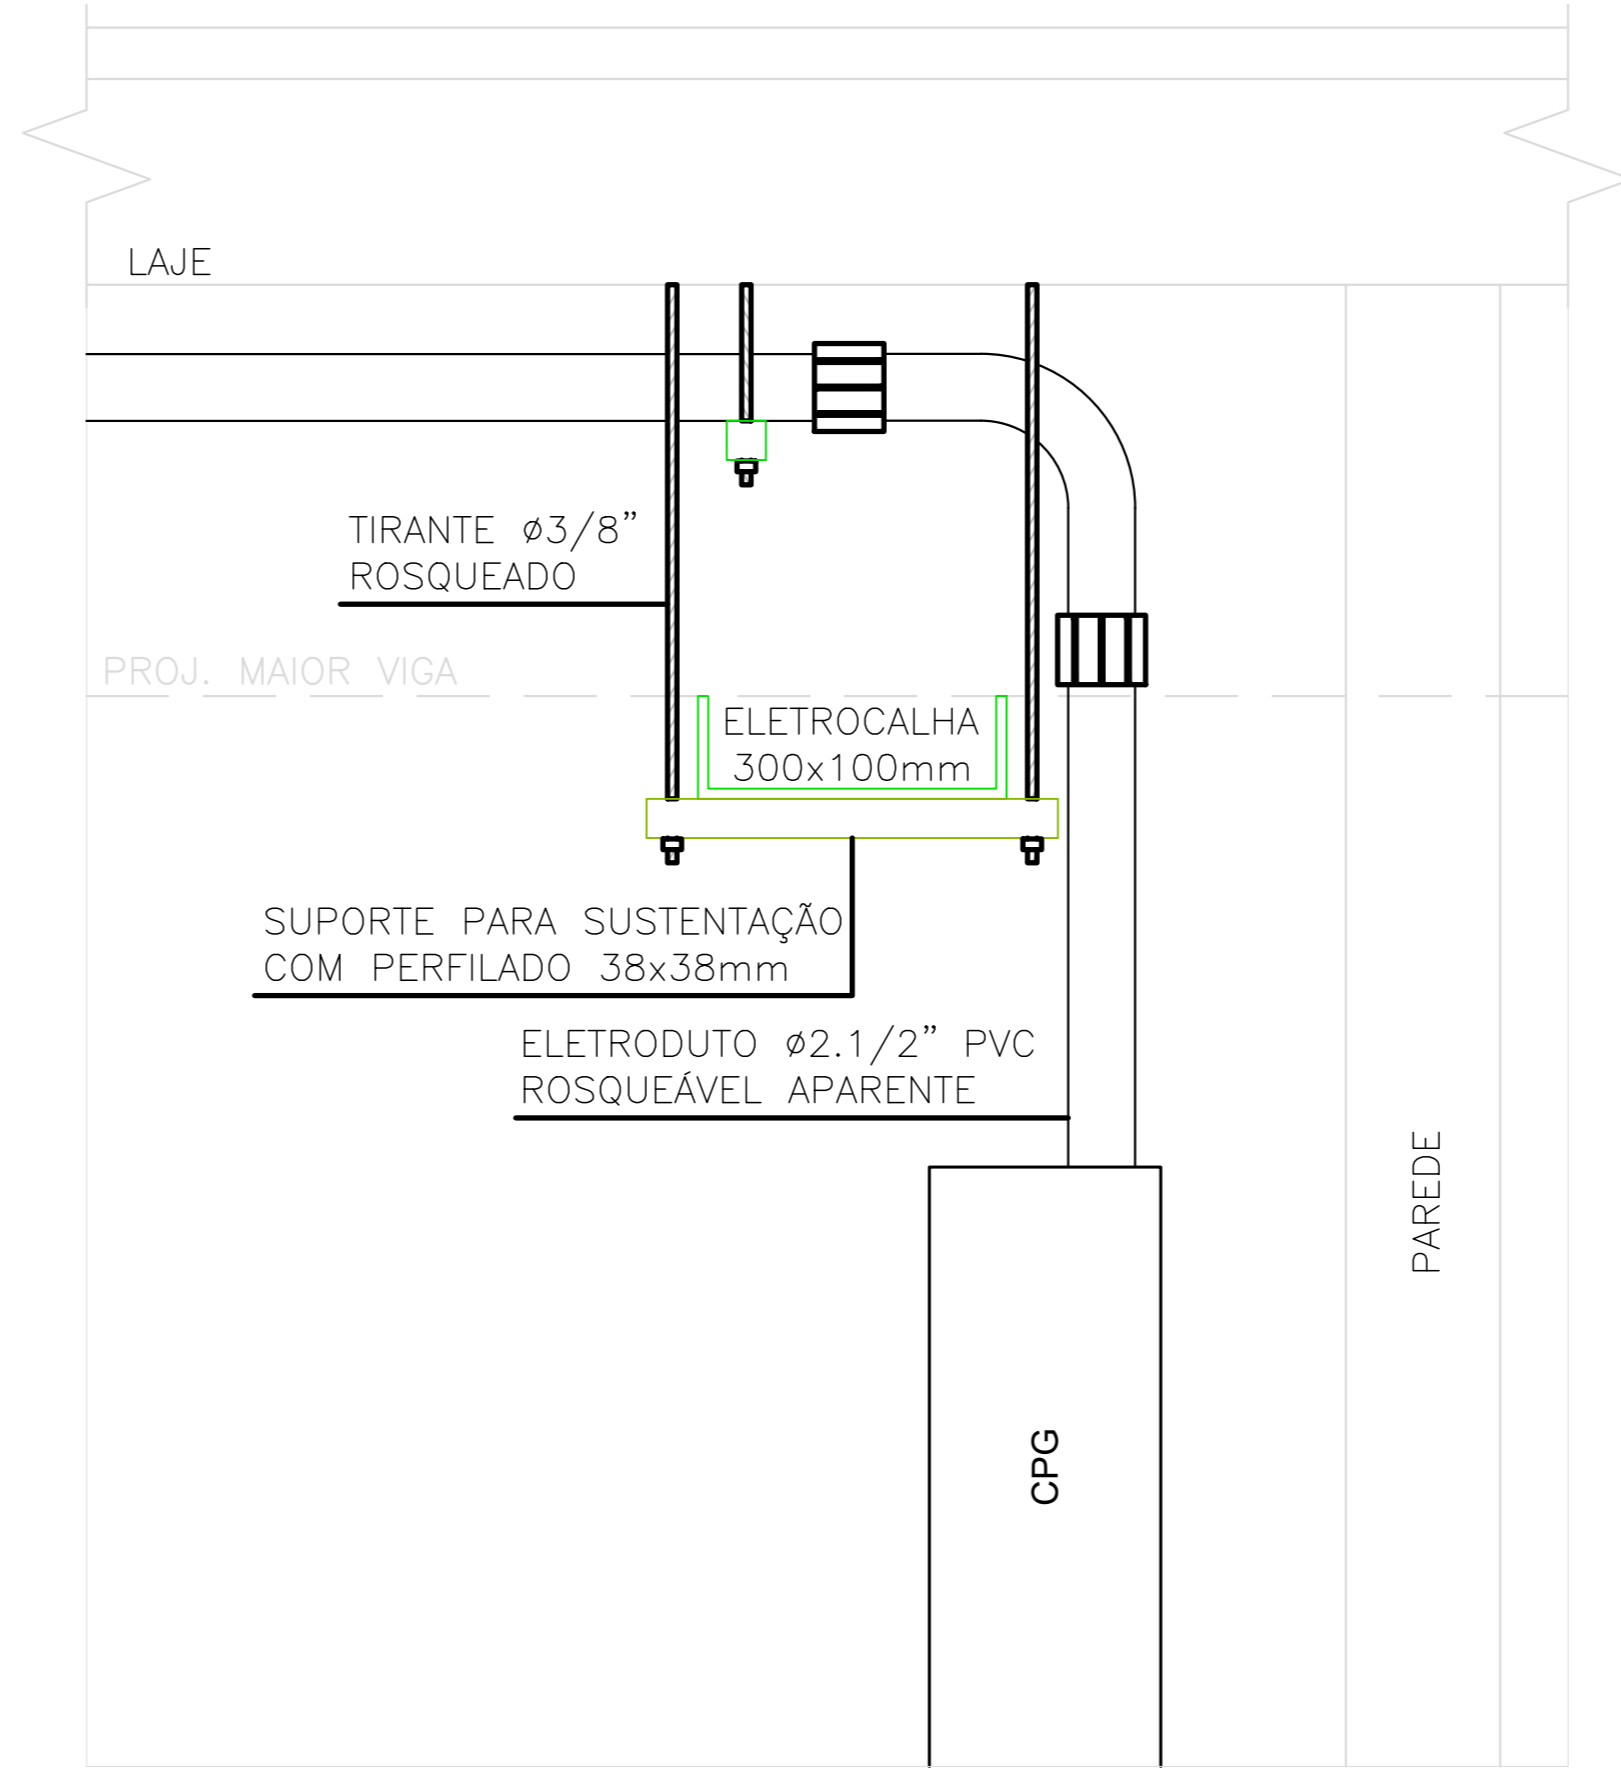 LAJE
TIRANTE ø3/8”
ROSQUEADO
PROJ. MAIOR VIGA
ELETROCALHA
300x100mm
SUPORTE PARA SUSTENTAÇÃO
COM PERFILADO 38x38mm
ELETRODUTO ø2.1/2” PVC
ROSQUEÁVEL APARENTE
PAREDE
CPG